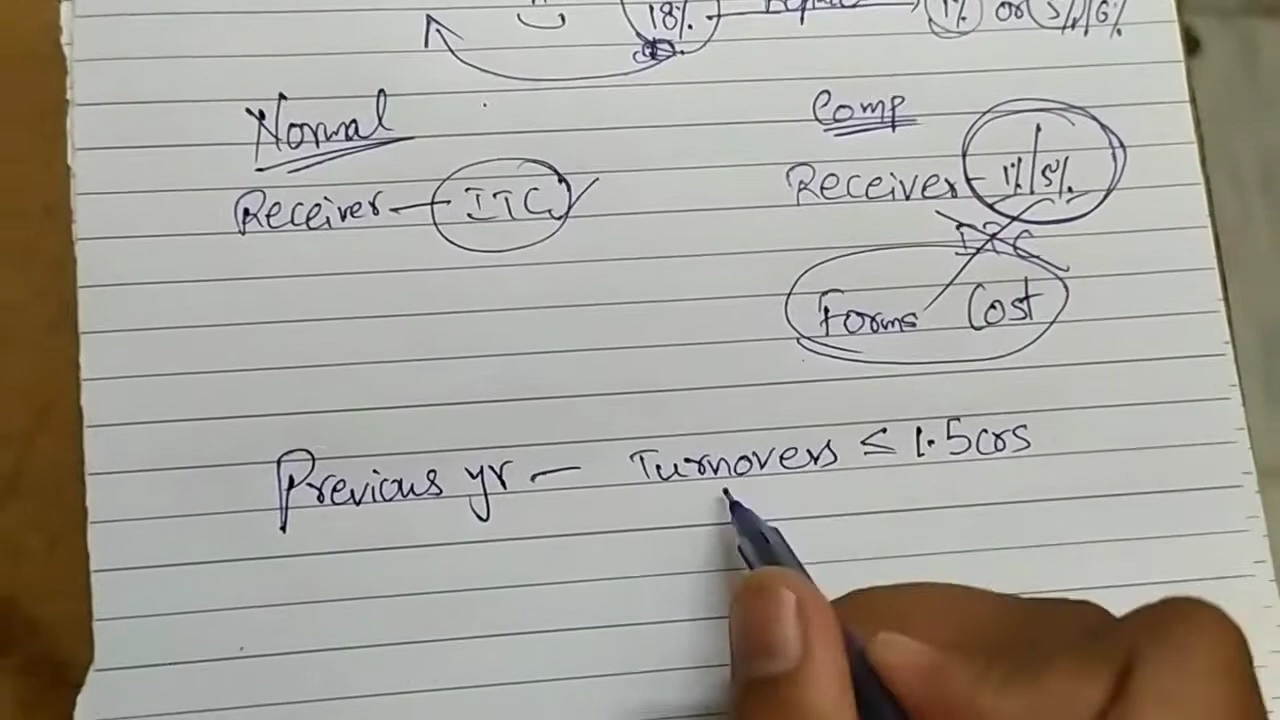 18% 1% or 5% 6%
Normal Comp
Receiver — ITC Receiver - 1%/5%
ITC
Forms Cost
Previous yr — Turnovers ≤ 1.5crs